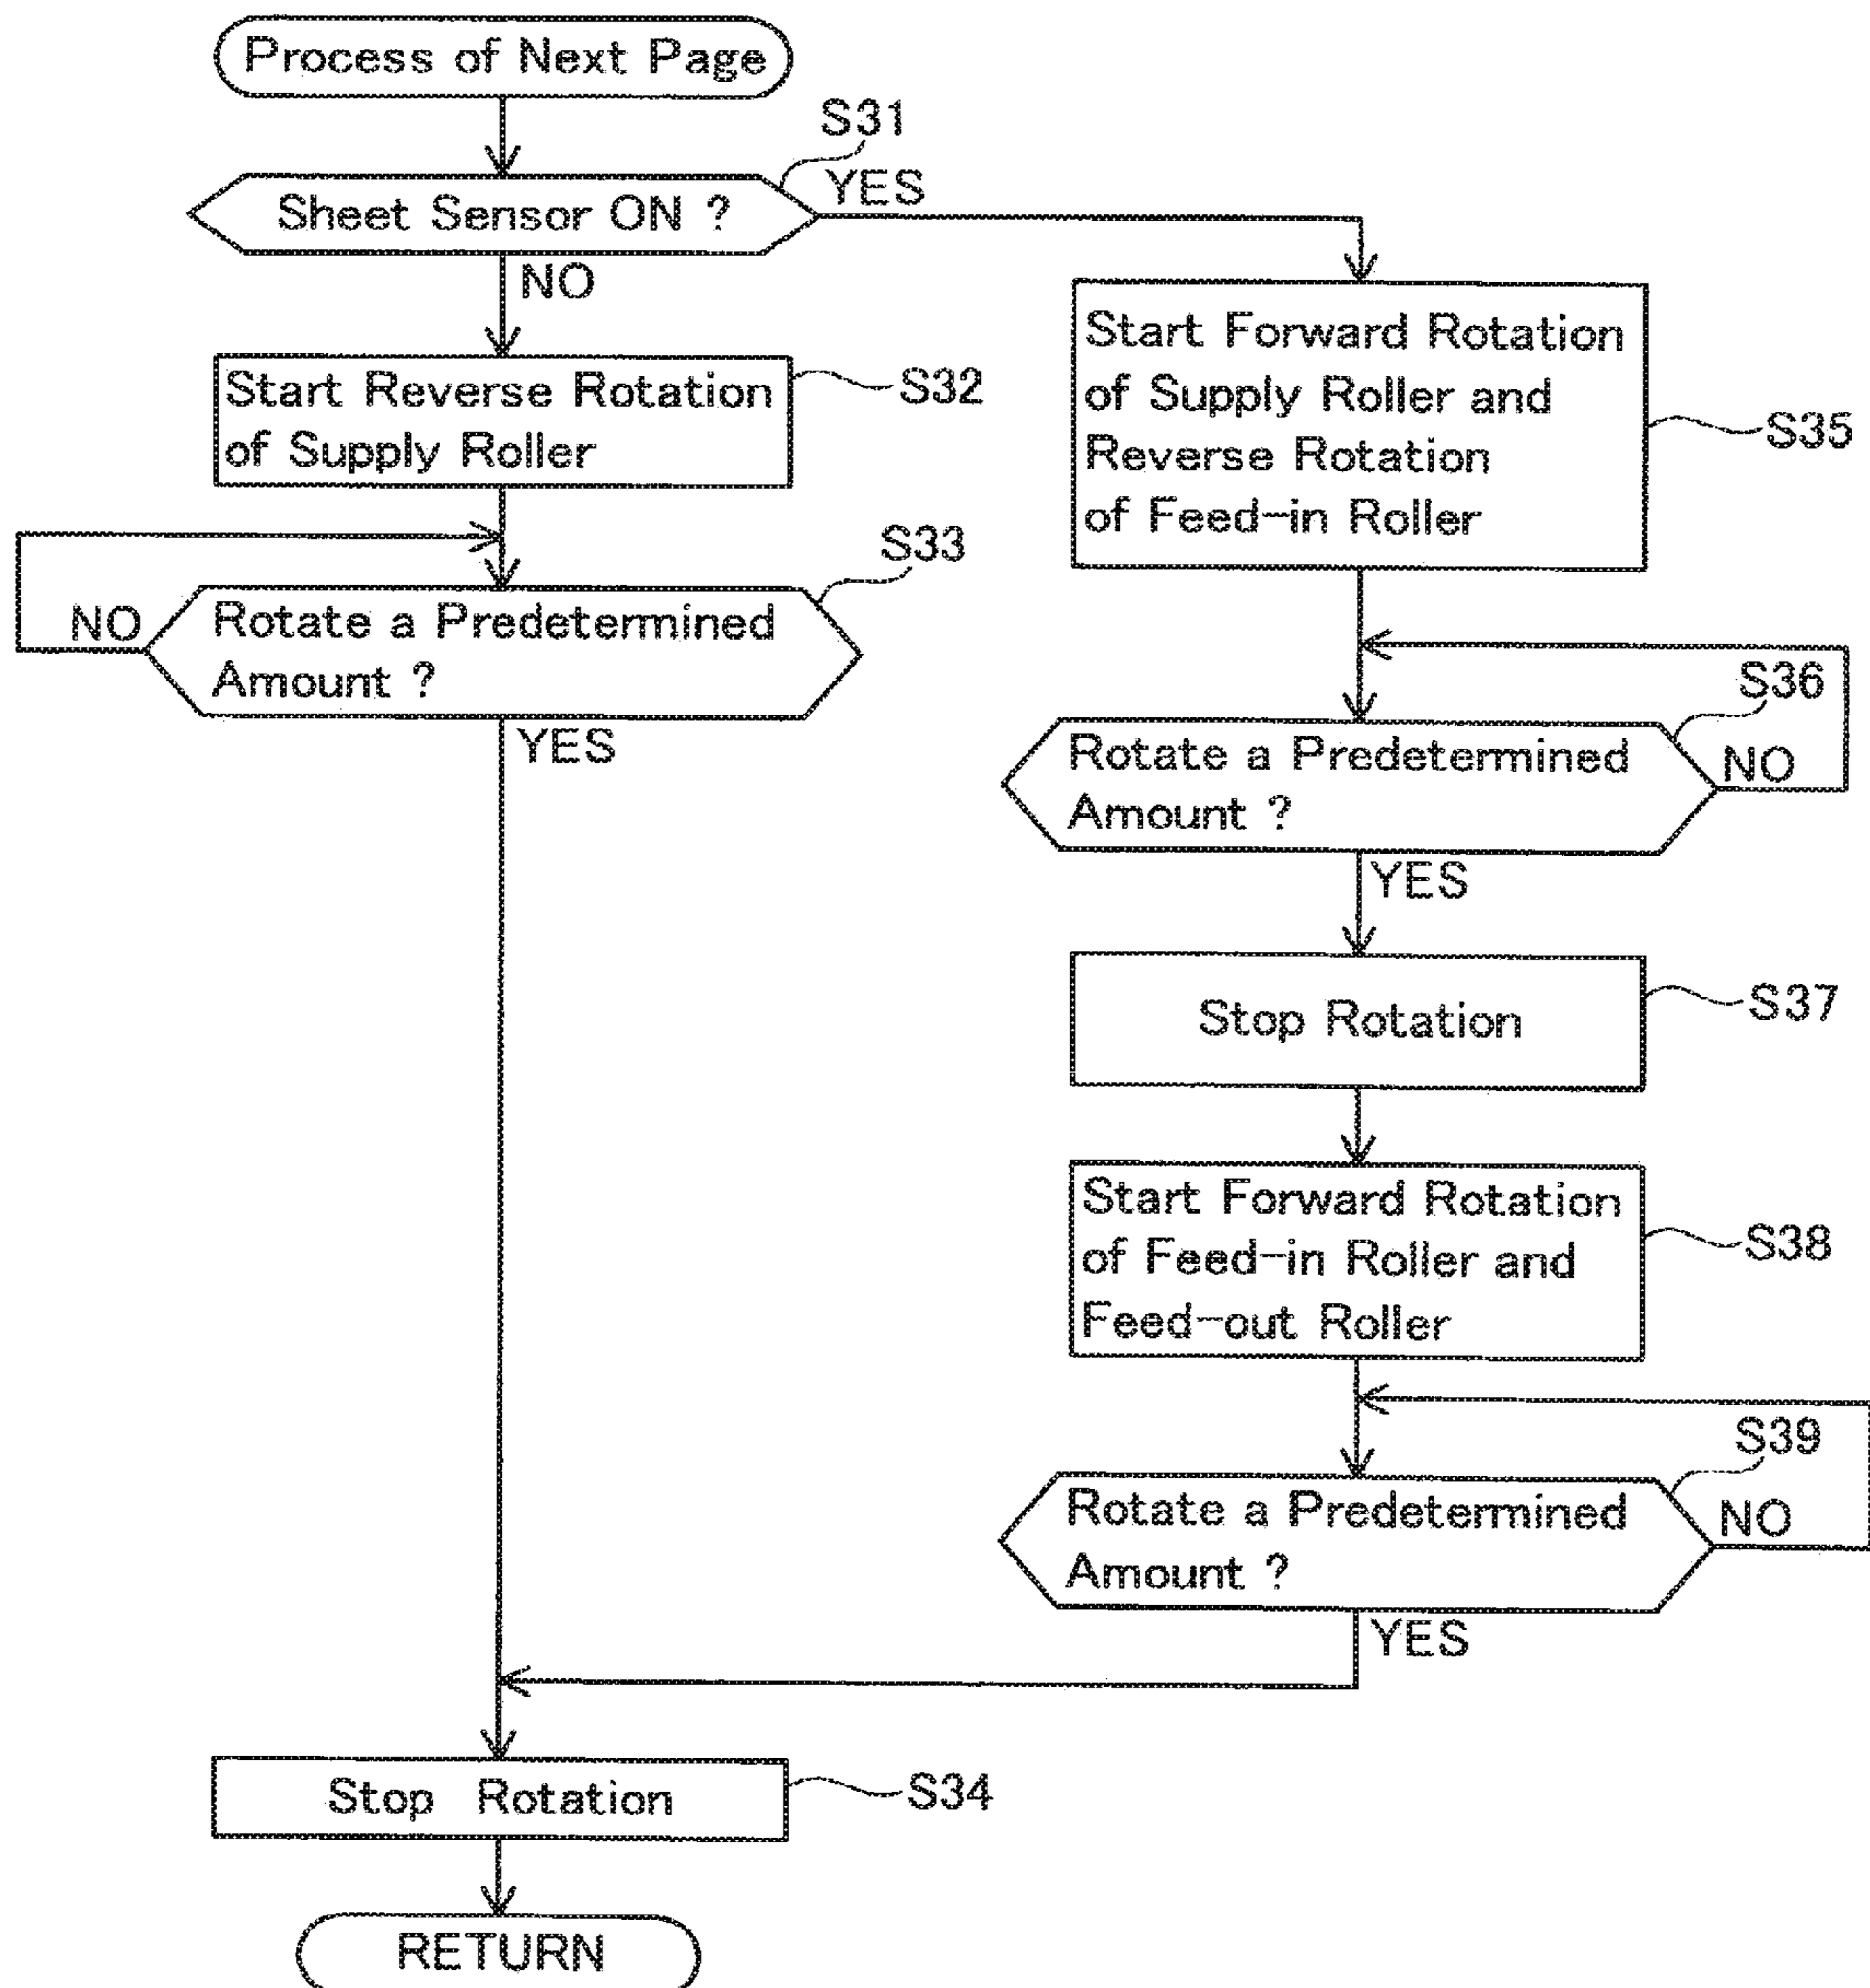 Process of Next Page
S31
Sheet Sensor ON ?
YES
NO
Start Reverse Rotation
of Supply Roller
S32
S33
Rotate a Predetermined
Amount ?
NO
YES
Start Forward Rotation
of Supply Roller and
Reverse Rotation
of Feed-in Roller
S35
S36
Rotate a Predetermined
Amount ?
NO
YES
Stop Rotation
S37
Start Forward Rotation
of Feed-in Roller and
Feed-out Roller
S38
S39
Rotate a Predetermined
Amount ?
NO
YES
Stop Rotation
S34
RETURN